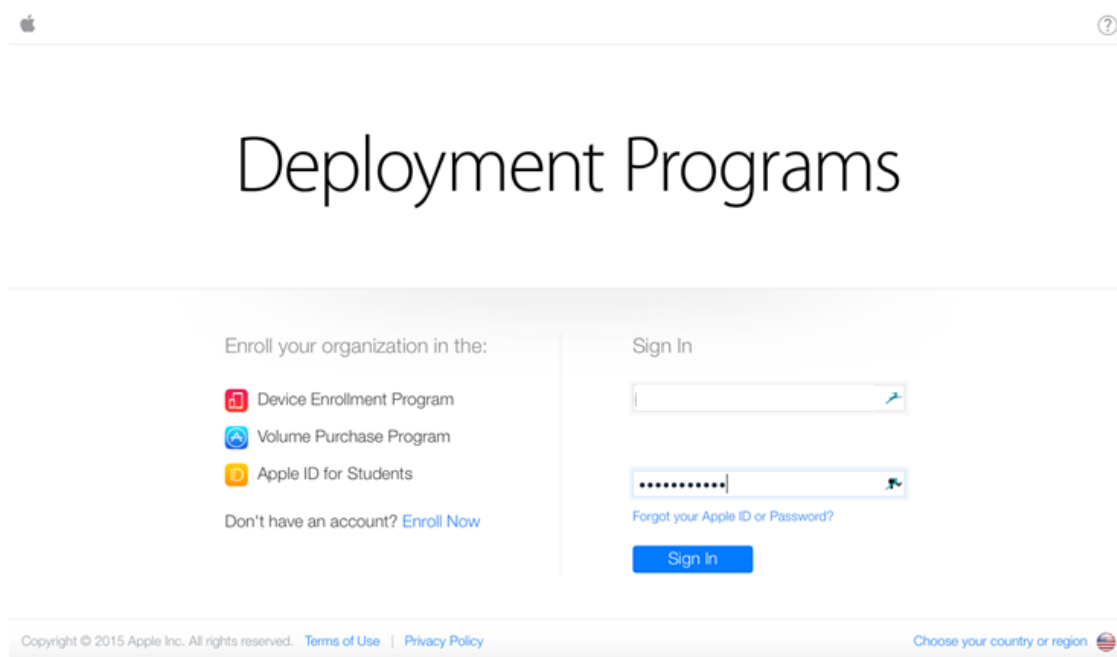 Deployment Programs
Enroll your organization in the:
Device Enrollment Program
Volume Purchase Program
Apple ID for Students
Don't have an account? Enroll Now
Sign In
•••••••••••
Forgot your Apple ID or Password?
Sign In
Copyright © 2015 Apple Inc. All rights reserved. Terms of Use | Privacy Policy
Choose your country or region